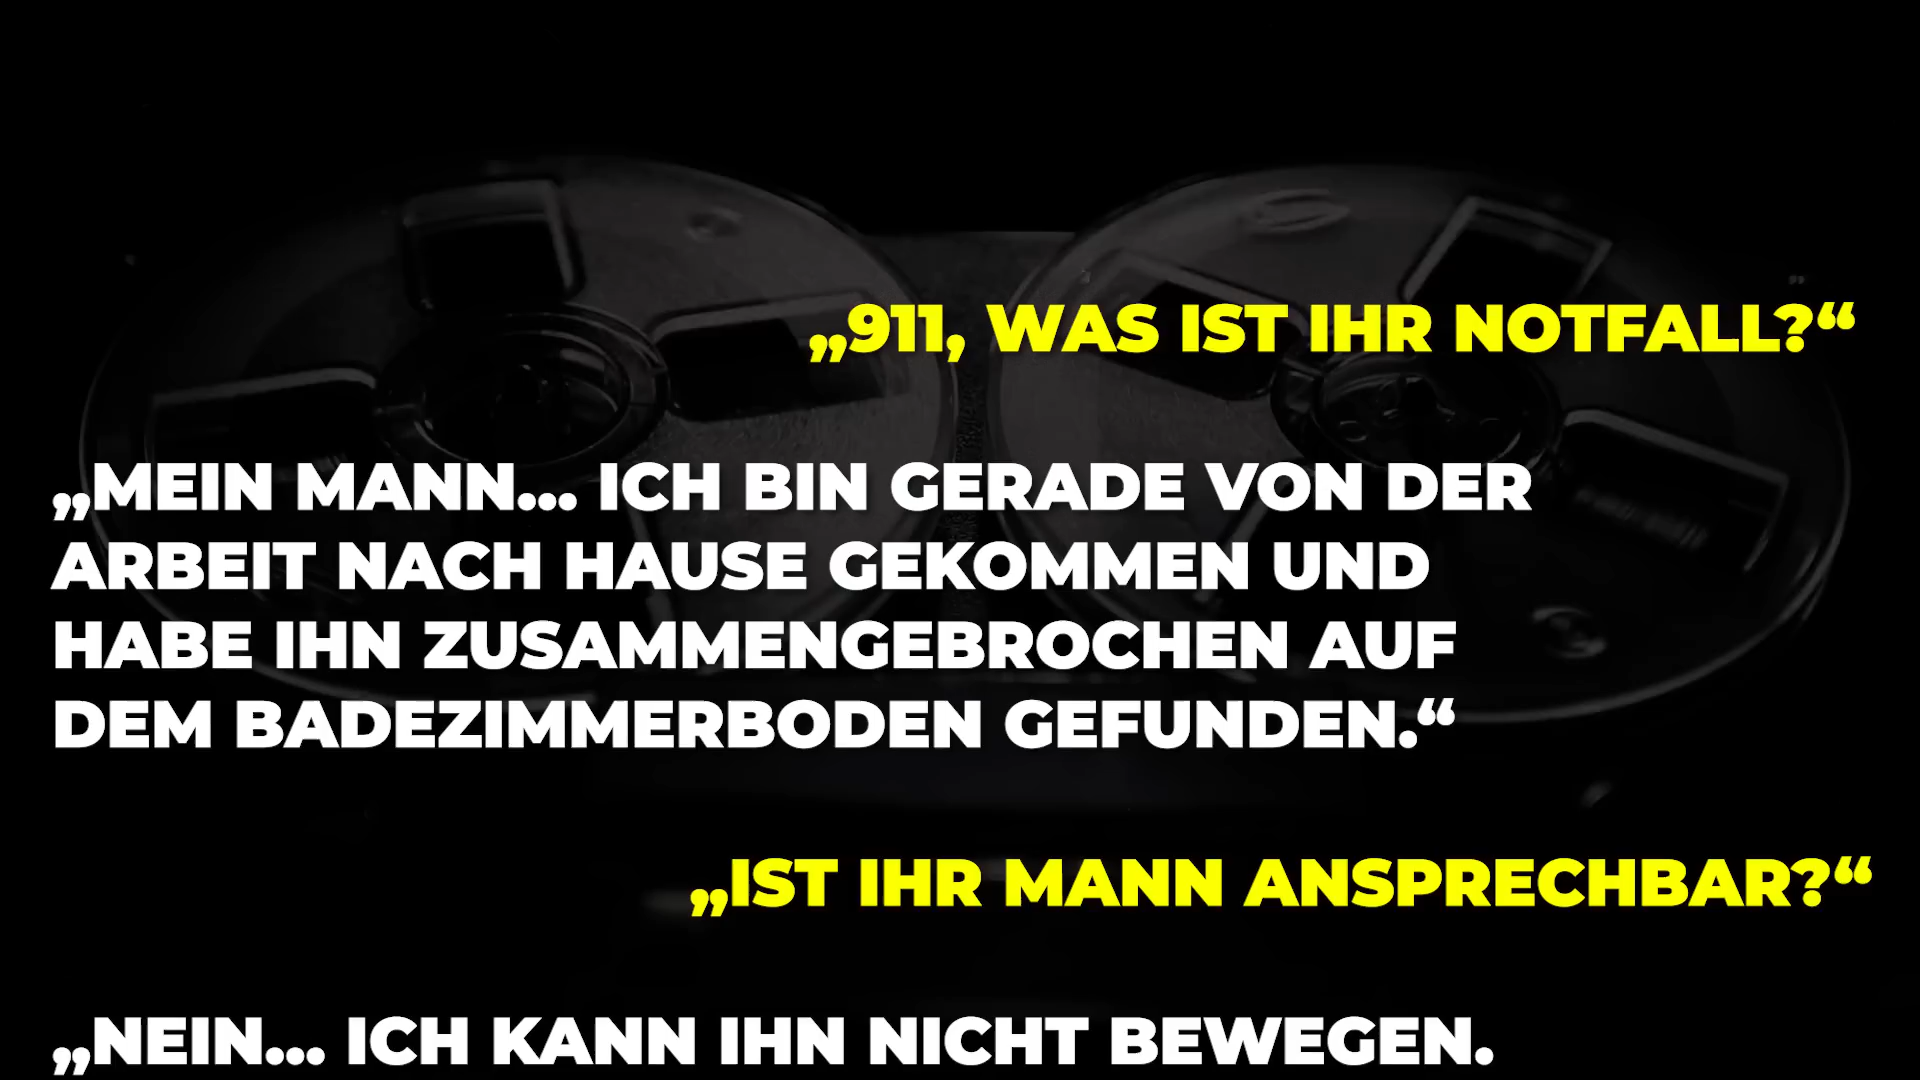 „911, WAS IST IHR NOTFALL?“
„MEIN MANN... ICH BIN GERADE VON DER
ARBEIT NACH HAUSE GEKOMMEN UND
HABE IHN ZUSAMMENGEBROCHEN AUF
DEM BADEZIMMERBODEN GEFUNDEN.“
„IST IHR MANN ANSPRECHBAR?“
„NEIN... ICH KANN IHN NICHT BEWEGEN.